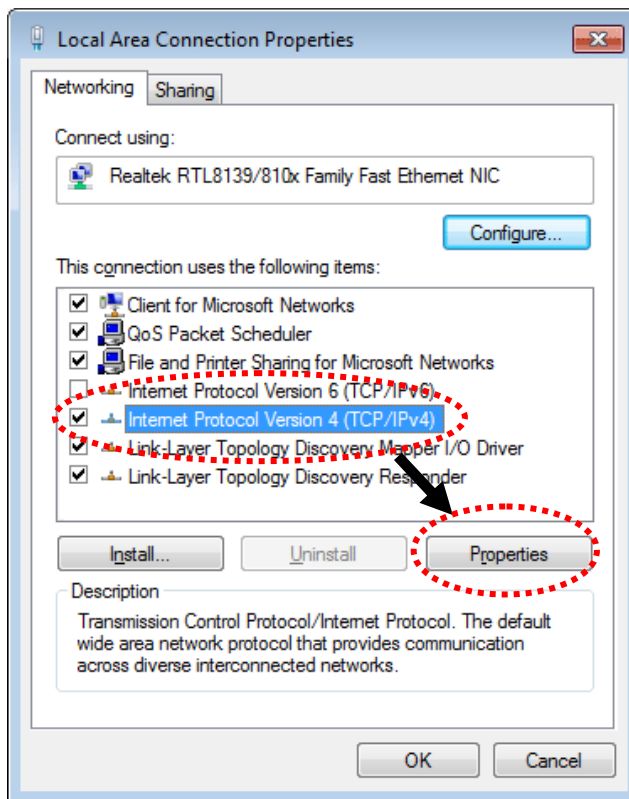 Local Area Connection Properties
Networking
Sharing
Connect using:
Realtek RTL8139/810x Family Fast Ethernet NIC
Configure...
This connection uses the following items:
Client for Microsoft Networks
QoS Packet Scheduler
File and Printer Sharing for Microsoft Networks
Internet Protocol Version 6 (TCP/IPv6)
Internet Protocol Version 4 (TCP/IPv4)
Link-Layer Topology Discovery Mapper I/O Driver
Link-Layer Topology Discovery Responder
Install...
Uninstall
Properties
Description
Transmission Control Protocol/Internet Protocol. The default
wide area network protocol that provides communication
across diverse interconnected networks.
OK
Cancel